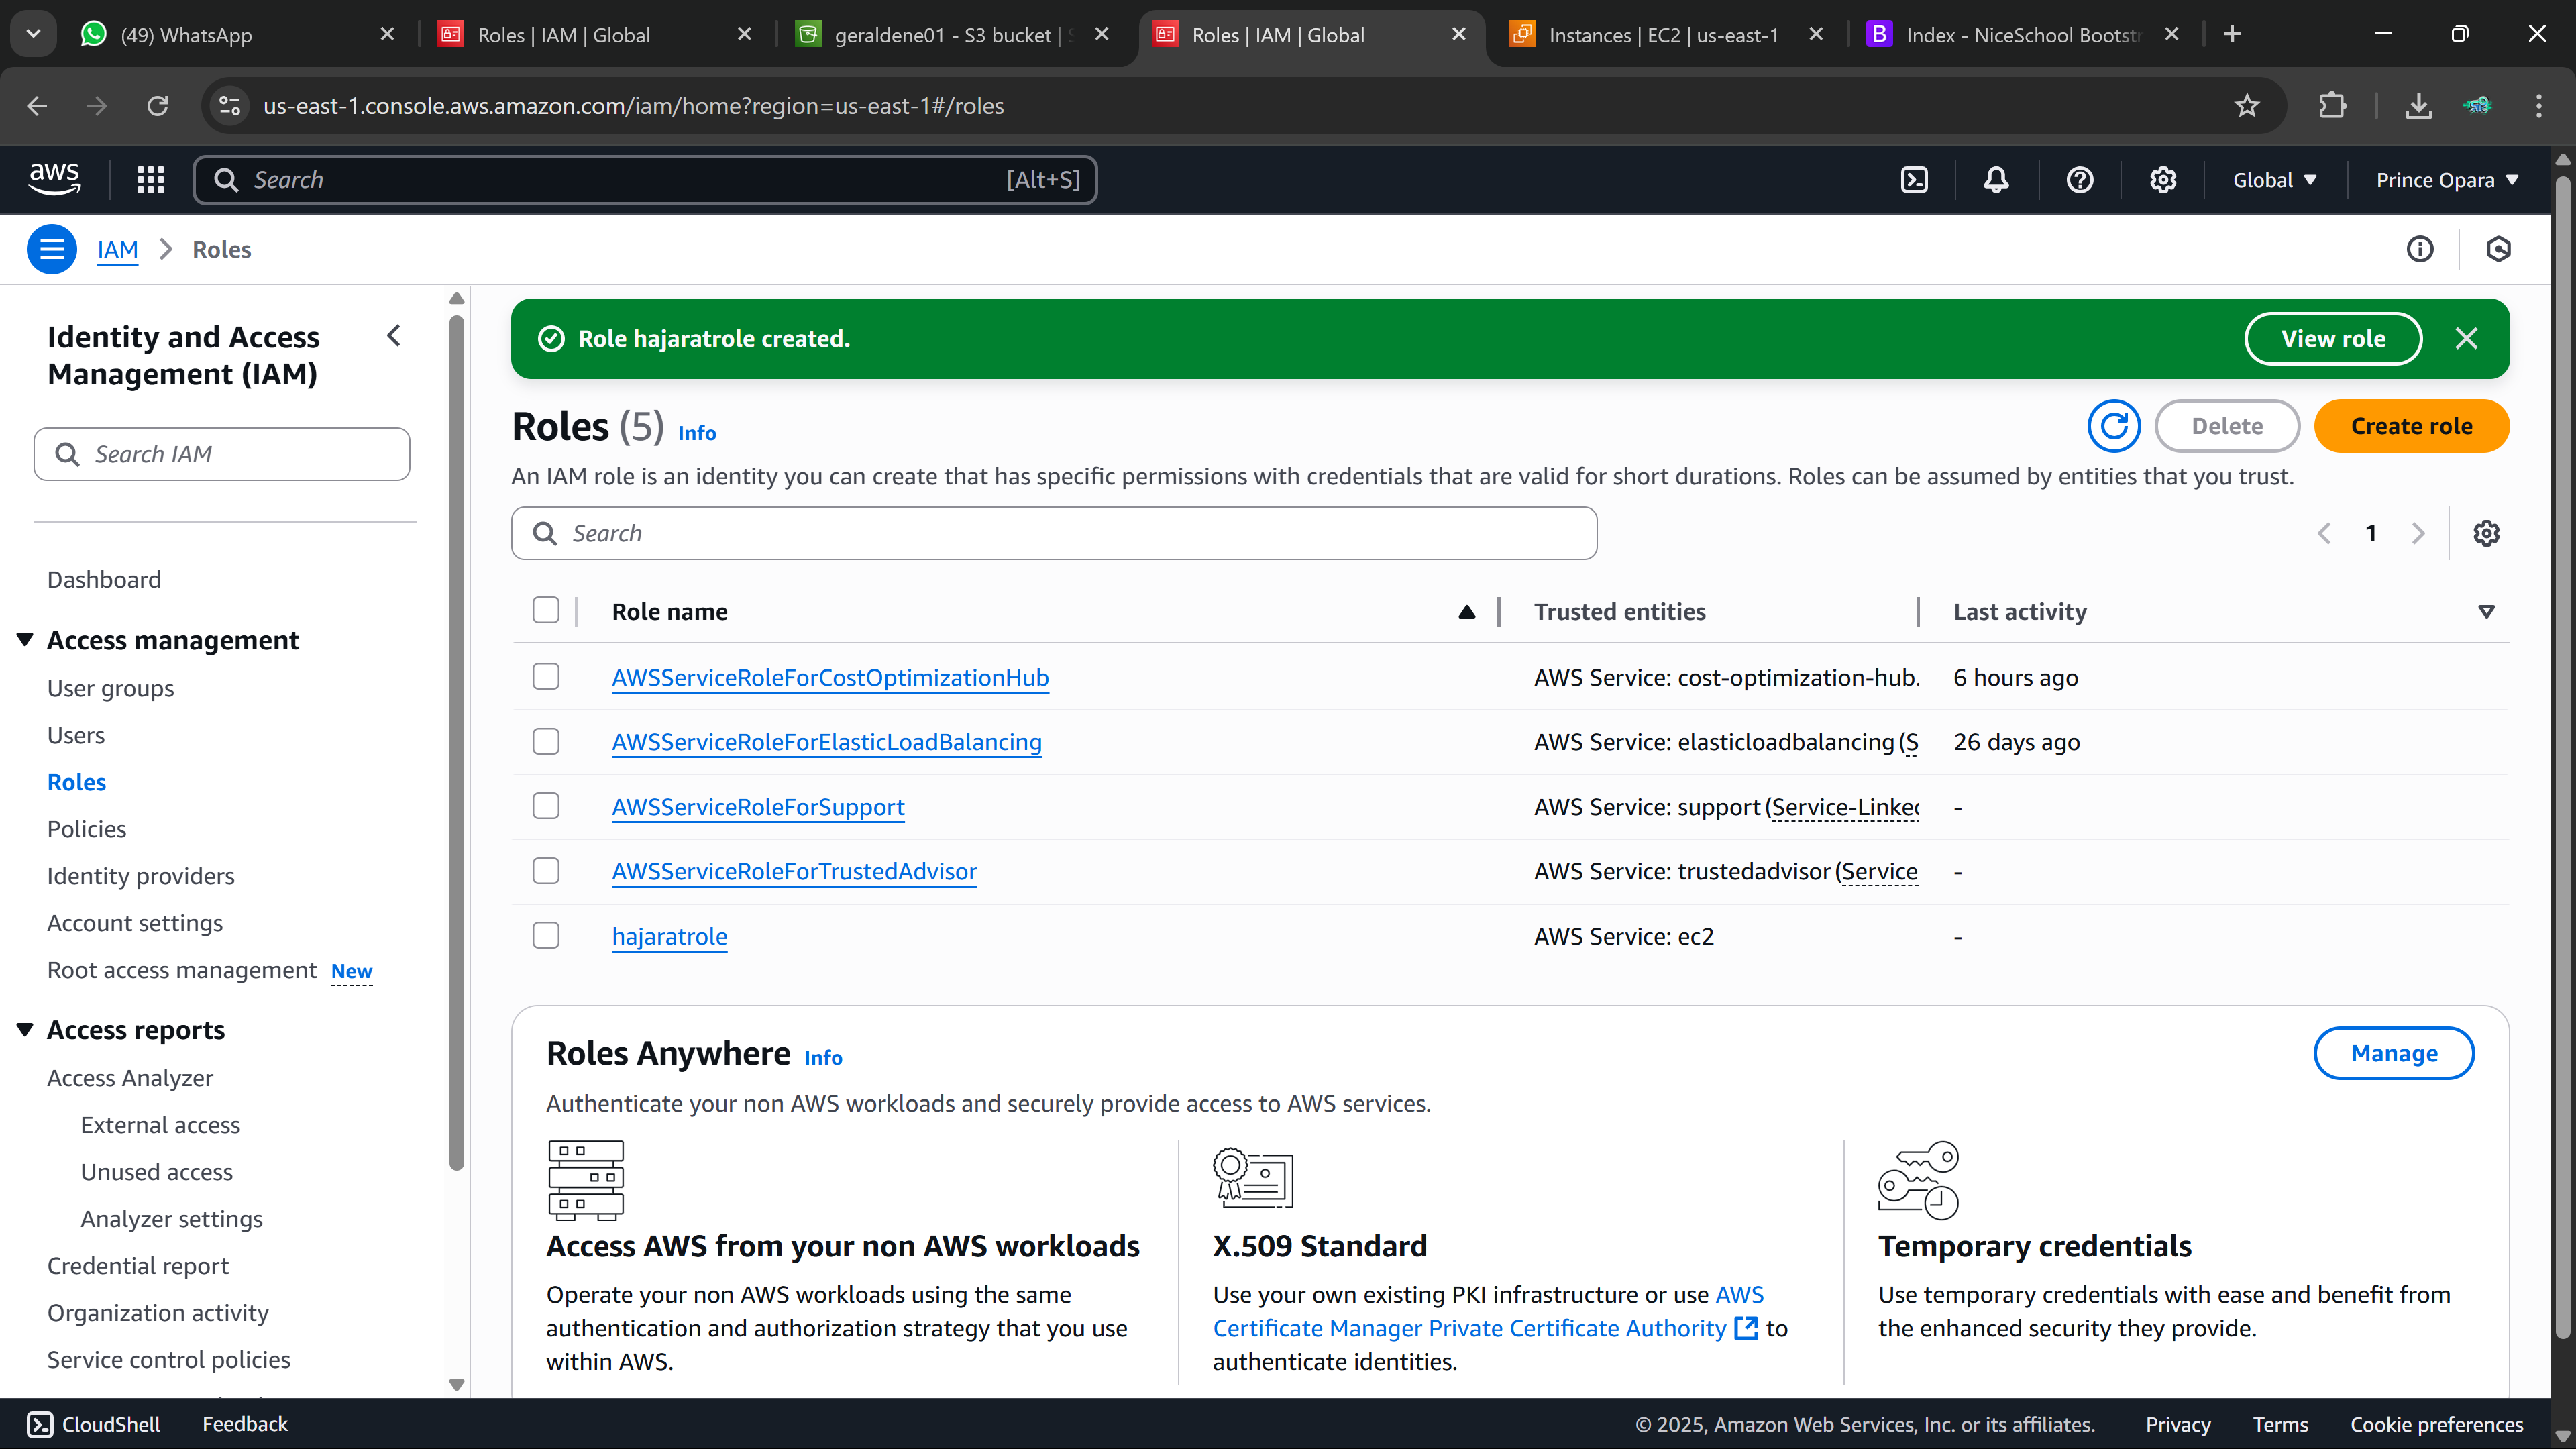 (49) WhatsApp
Roles | IAM | Global
geraldene01 - S3 bucket |
Roles | IAM | Global
Instances | EC2 | us-east-1
B Index - NiceSchool Bootstr
us-east-1.console.aws.amazon.com/iam/home?region=us-east-1#/roles
aws
Search [Alt+S]
Global
Prince Opara
IAM > Roles
Identity and Access
Management (IAM)
Search IAM
Dashboard
Access management
User groups
Users
Roles
Policies
Identity providers
Account settings
Root access management New
Access reports
Access Analyzer
External access
Unused access
Analyzer settings
Credential report
Organization activity
Service control policies
Role hajaratrole created.
View role
Roles (5) Info
Delete
Create role
An IAM role is an identity you can create that has specific permissions with credentials that are valid for short durations. Roles can be assumed by entities that you trust.
Search
1
Role name Trusted entities Last activity
AWSServiceRoleForCostOptimizationHub AWS Service: cost-optimization-hub. 6 hours ago
AWSServiceRoleForElasticLoadBalancing AWS Service: elasticloadbalancing (S 26 days ago
AWSServiceRoleForSupport AWS Service: support (Service-Linked -
AWSServiceRoleForTrustedAdvisor AWS Service: trustedadvisor (Service -
hajaratrole AWS Service: ec2 -
Roles Anywhere Info
Manage
Authenticate your non AWS workloads and securely provide access to AWS services.
Access AWS from your non AWS workloads
Operate your non AWS workloads using the same
authentication and authorization strategy that you use
within AWS.
X.509 Standard
Use your own existing PKI infrastructure or use AWS
Certificate Manager Private Certificate Authority to
authenticate identities.
Temporary credentials
Use temporary credentials with ease and benefit from
the enhanced security they provide.
CloudShell
Feedback
© 2025, Amazon Web Services, Inc. or its affiliates.
Privacy
Terms
Cookie preferences